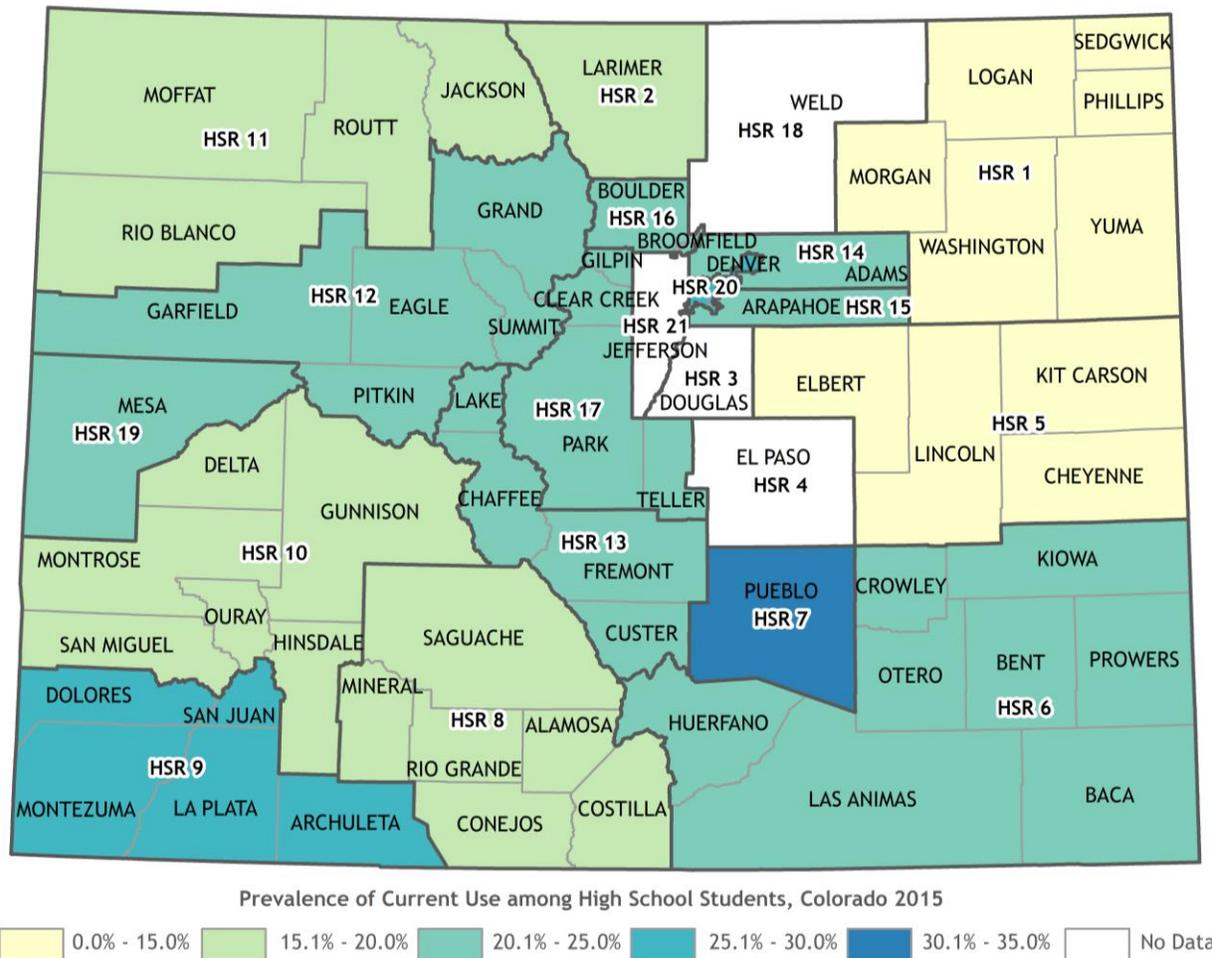 SEDGWICK
LOGAN
LARIMER
HSR 2
JACKSON
MOFFAT
PHILLIPS
WELD
HSR 18
ROUTT
HSR 11
HSR 1
MORGAN
BOULDER
HSR 16
GRAND
YUMA
RIO BLANCO
BROOMFIELD
WASHINGTON
HSR 14
GILPIN
DENVER
ADAMS
HSR 20
HSR 12
CLEAR CREEK
EAGLE
ARAPAHOE HSR 15
GARFIELD
SUMMIT
HSR 21
JEFFERSON
HSR 3
DOUGLAS
ELBERT
KIT CARSON
PITKIN
LAKE
MESA
HSR 19
HSR 17
PARK
HSR 5
LINCOLN
EL PASO
HSR 4
DELTA
CHEYENNE
CHAFFEE
TELLER
GUNNISON
HSR 13
FREMONT
HSR 10
MONTROSE
KIOWA
CROWLEY
PUEBLO
HSR 7
OURAY
CUSTER
SAGUACHE
HINSDALE
SAN MIGUEL
PROWERS
BENT
OTERO
MINERAL
DOLORES
HSR 6
SAN JUAN
HSR 8
ALAMOSA
HUERFANO
HSR 9
RIO GRANDE
BACA
LAS ANIMAS
MONTEZUMA
LA PLATA
COSTILLA
ARCHULETA
CONEJOS
Prevalence of Current Use among High School Students, Colorado 2015
0.0% - 15.0% 15.1% - 20.0% 20.1% - 25.0% 25.1% - 30.0% 30.1% - 35.0% No Data